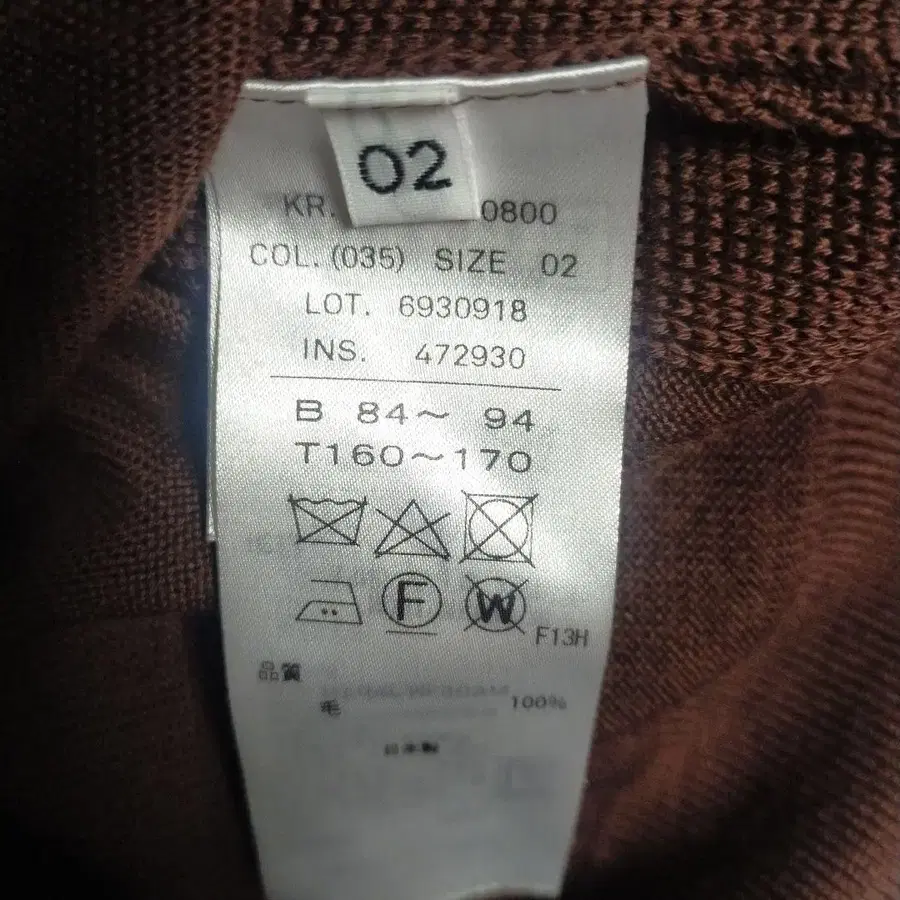 02
KR. 0800
COL. (035) SIZE 02
LOT. 6930918
INS. 472930
B 84~ 94
T160~170
F
W
F13H
品質
毛 100%
日本製